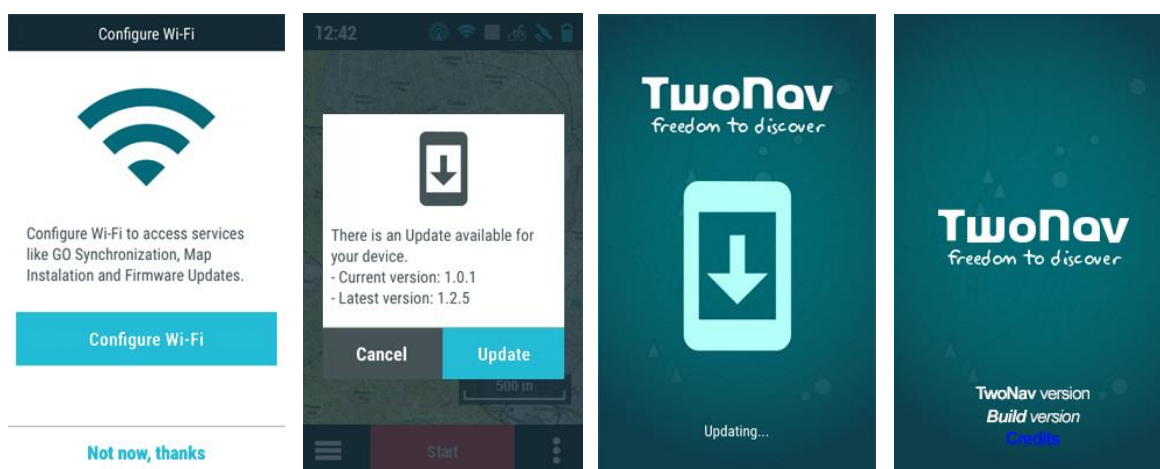 Configure Wi-Fi
Configure Wi-Fi to access services
like GO Synchronization, Map
Instalation and Firmware Updates.
Configure Wi-Fi
Not now, thanks
12:42
There is an Update available for
your device.
- Current version: 1.0.1
- Latest version: 1.2.5
Cancel
Update
500 m
Start
TwoNav
freedom to discover
Updating...
TwoNav
freedom to discover
TwoNav version
Build version
Credits